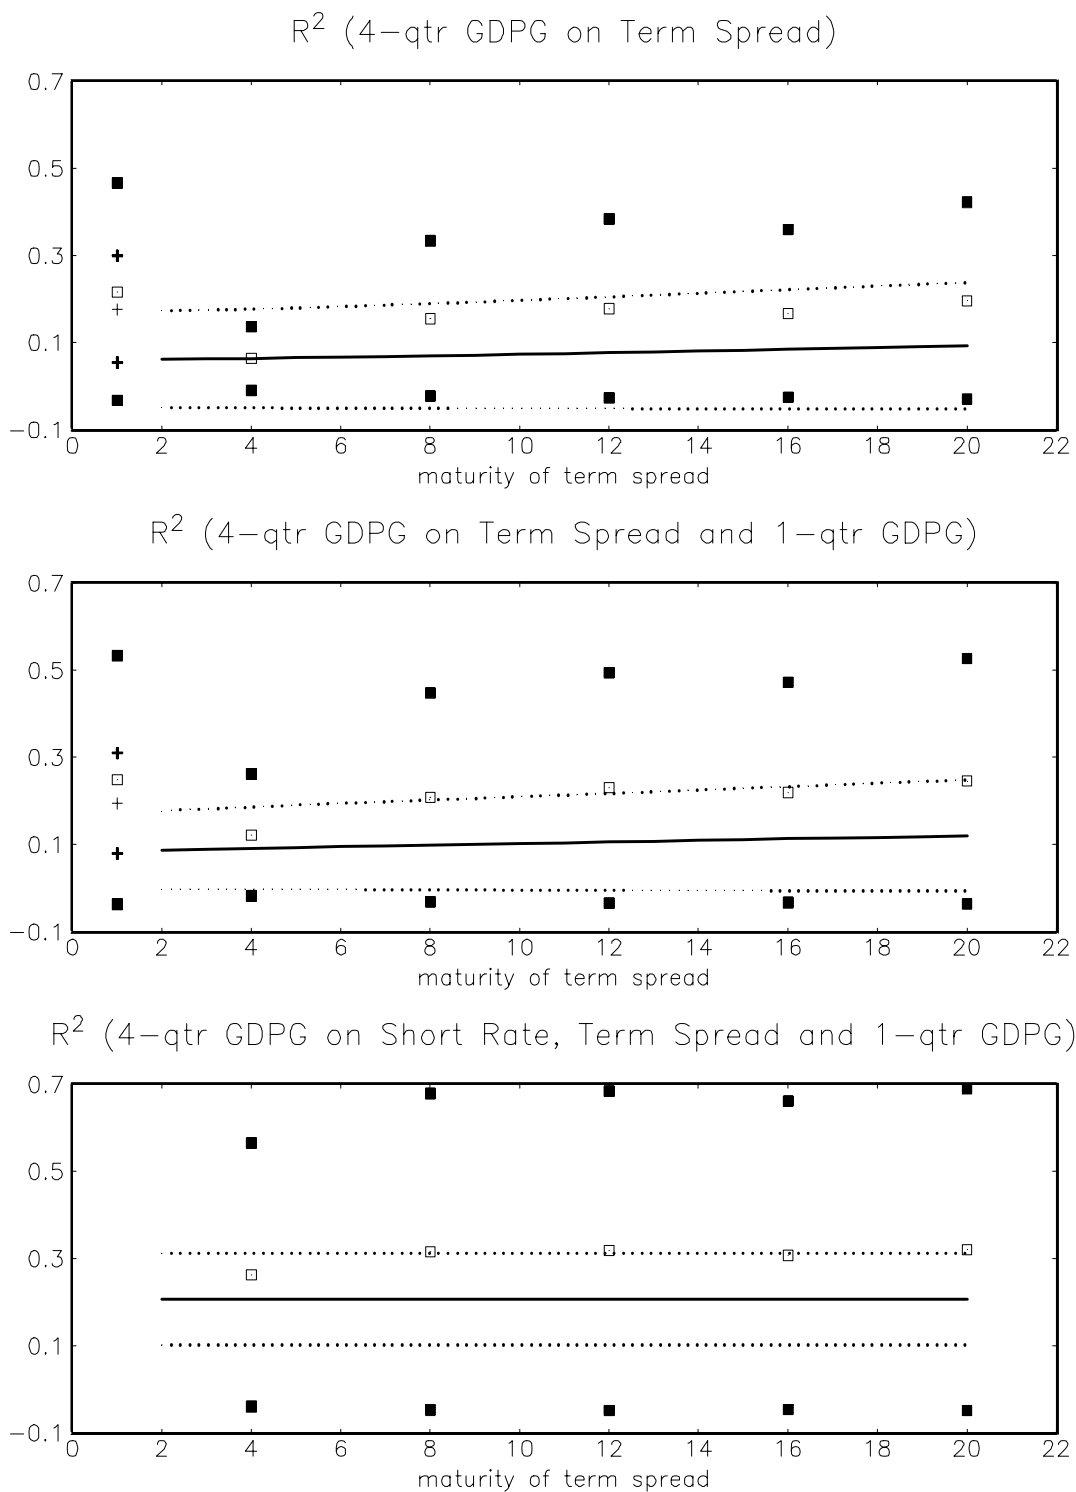 R² (4−qtr GDPG on Term Spread)
0.7
0.5
0.3
0.1
−0.1
0 2 4 6 8 10 12 14 16 18 20 22
maturity of term spread
R² (4−qtr GDPG on Term Spread and 1−qtr GDPG)
0.7
0.5
0.3
0.1
−0.1
0 2 4 6 8 10 12 14 16 18 20 22
maturity of term spread
R² (4−qtr GDPG on Short Rate, Term Spread and 1−qtr GDPG)
0.7
0.5
0.3
0.1
−0.1
0 2 4 6 8 10 12 14 16 18 20 22
maturity of term spread